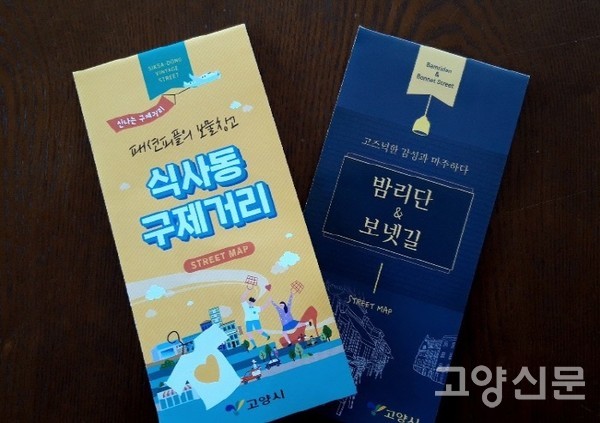 SIKSA-DONG
VINTAGE
STREET
신나는 구제거리
패션피플의 보물창고
식사동
구제거리
STREET MAP
고양시
Bamridan
&
Bonnet Street
고즈넉한 감성과 마주하다
밤리단
&
보넷길
STREET MAP
고양시
고양신문